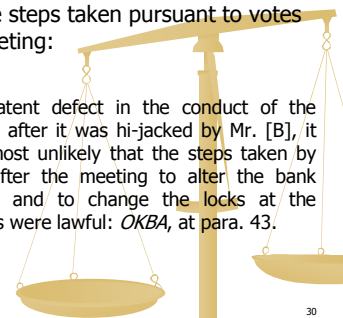 e steps taken pursuant to votes
eting:
atent defect in the conduct of the
after it was hi-jacked by Mr. [B], it
nost unlikely that the steps taken by
fter the meeting to alter the bank
and to change the locks at the
s were lawful: OKBA, at para. 43.
30